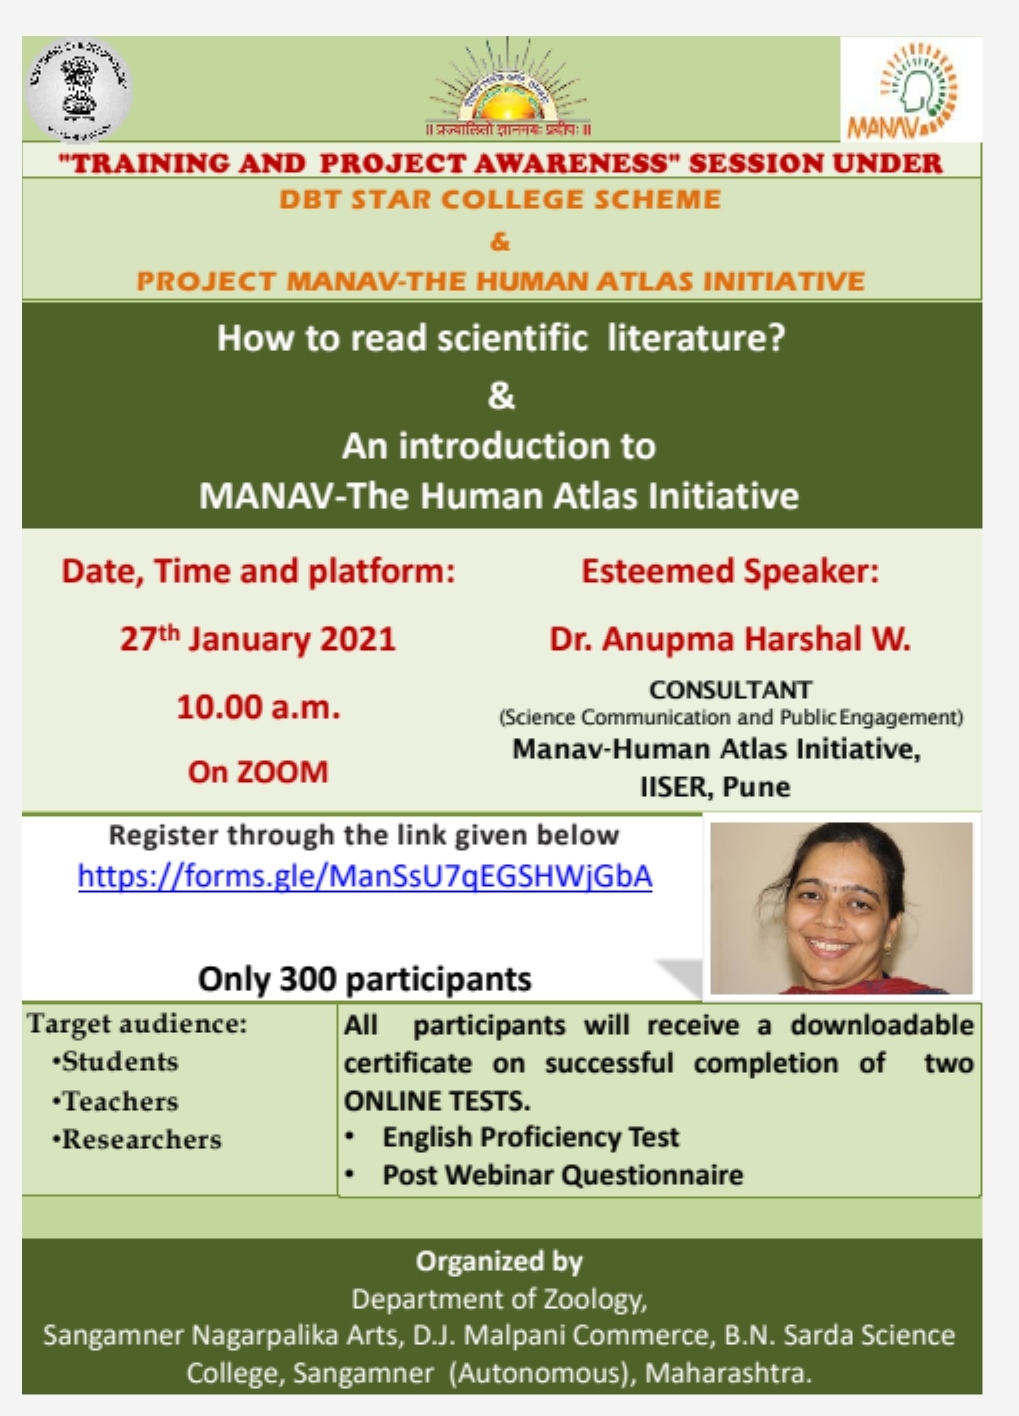 || प्रज्वालितो ज्ञानमयः प्रदीपः ||
MANAV
"TRAINING AND PROJECT AWARENESS" SESSION UNDER
DBT STAR COLLEGE SCHEME
&
PROJECT MANAV-THE HUMAN ATLAS INITIATIVE
How to read scientific literature?
&
An introduction to
MANAV-The Human Atlas Initiative
Date, Time and platform:
27th January 2021
10.00 a.m.
On ZOOM
Esteemed Speaker:
Dr. Anupma Harshal W.
CONSULTANT
(Science Communication and Public Engagement)
Manav-Human Atlas Initiative,
IISER, Pune
Register through the link given below
https://forms.gle/ManSsU7qEGSHWjGbA
Only 300 participants
Target audience:
•Students
•Teachers
•Researchers
All participants will receive a downloadable
certificate on successful completion of two
ONLINE TESTS.
• English Proficiency Test
• Post Webinar Questionnaire
Organized by
Department of Zoology,
Sangamner Nagarpalika Arts, D.J. Malpani Commerce, B.N. Sarda Science
College, Sangamner (Autonomous), Maharashtra.